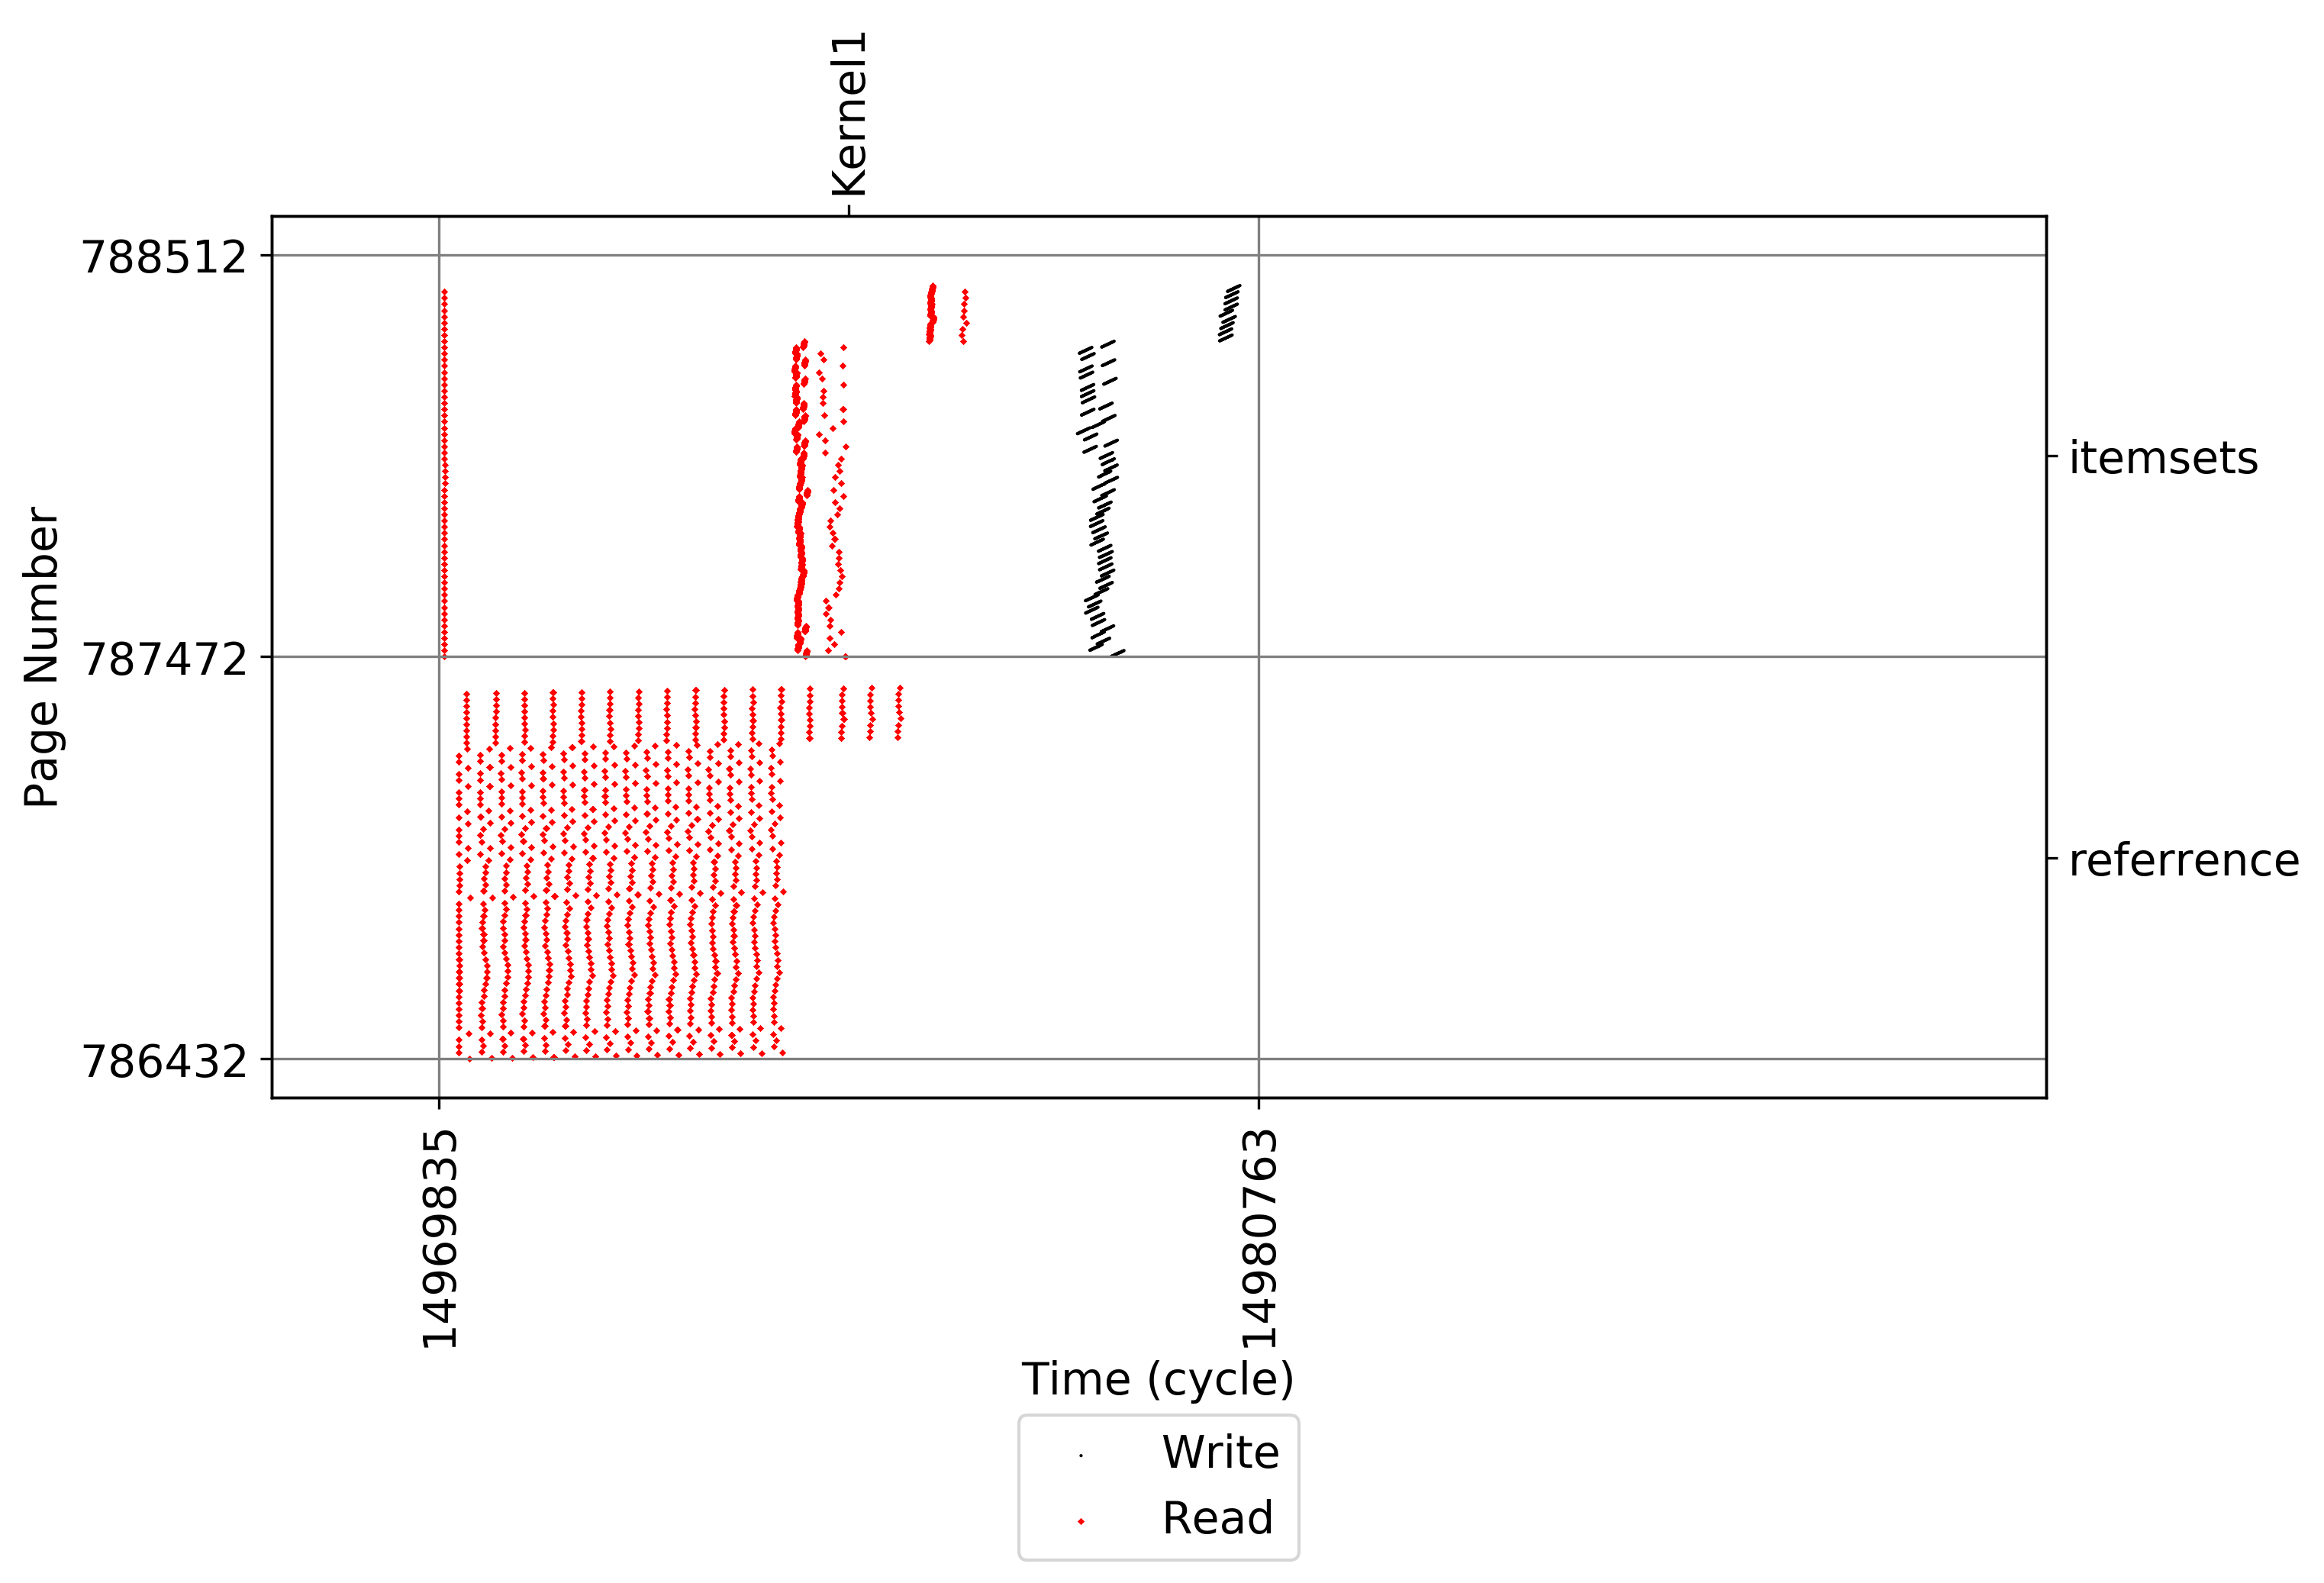 Kernel1
788512
787472
786432
Page Number
itemsets
referrence
14969835
14980763
Time (cycle)
Write
Read